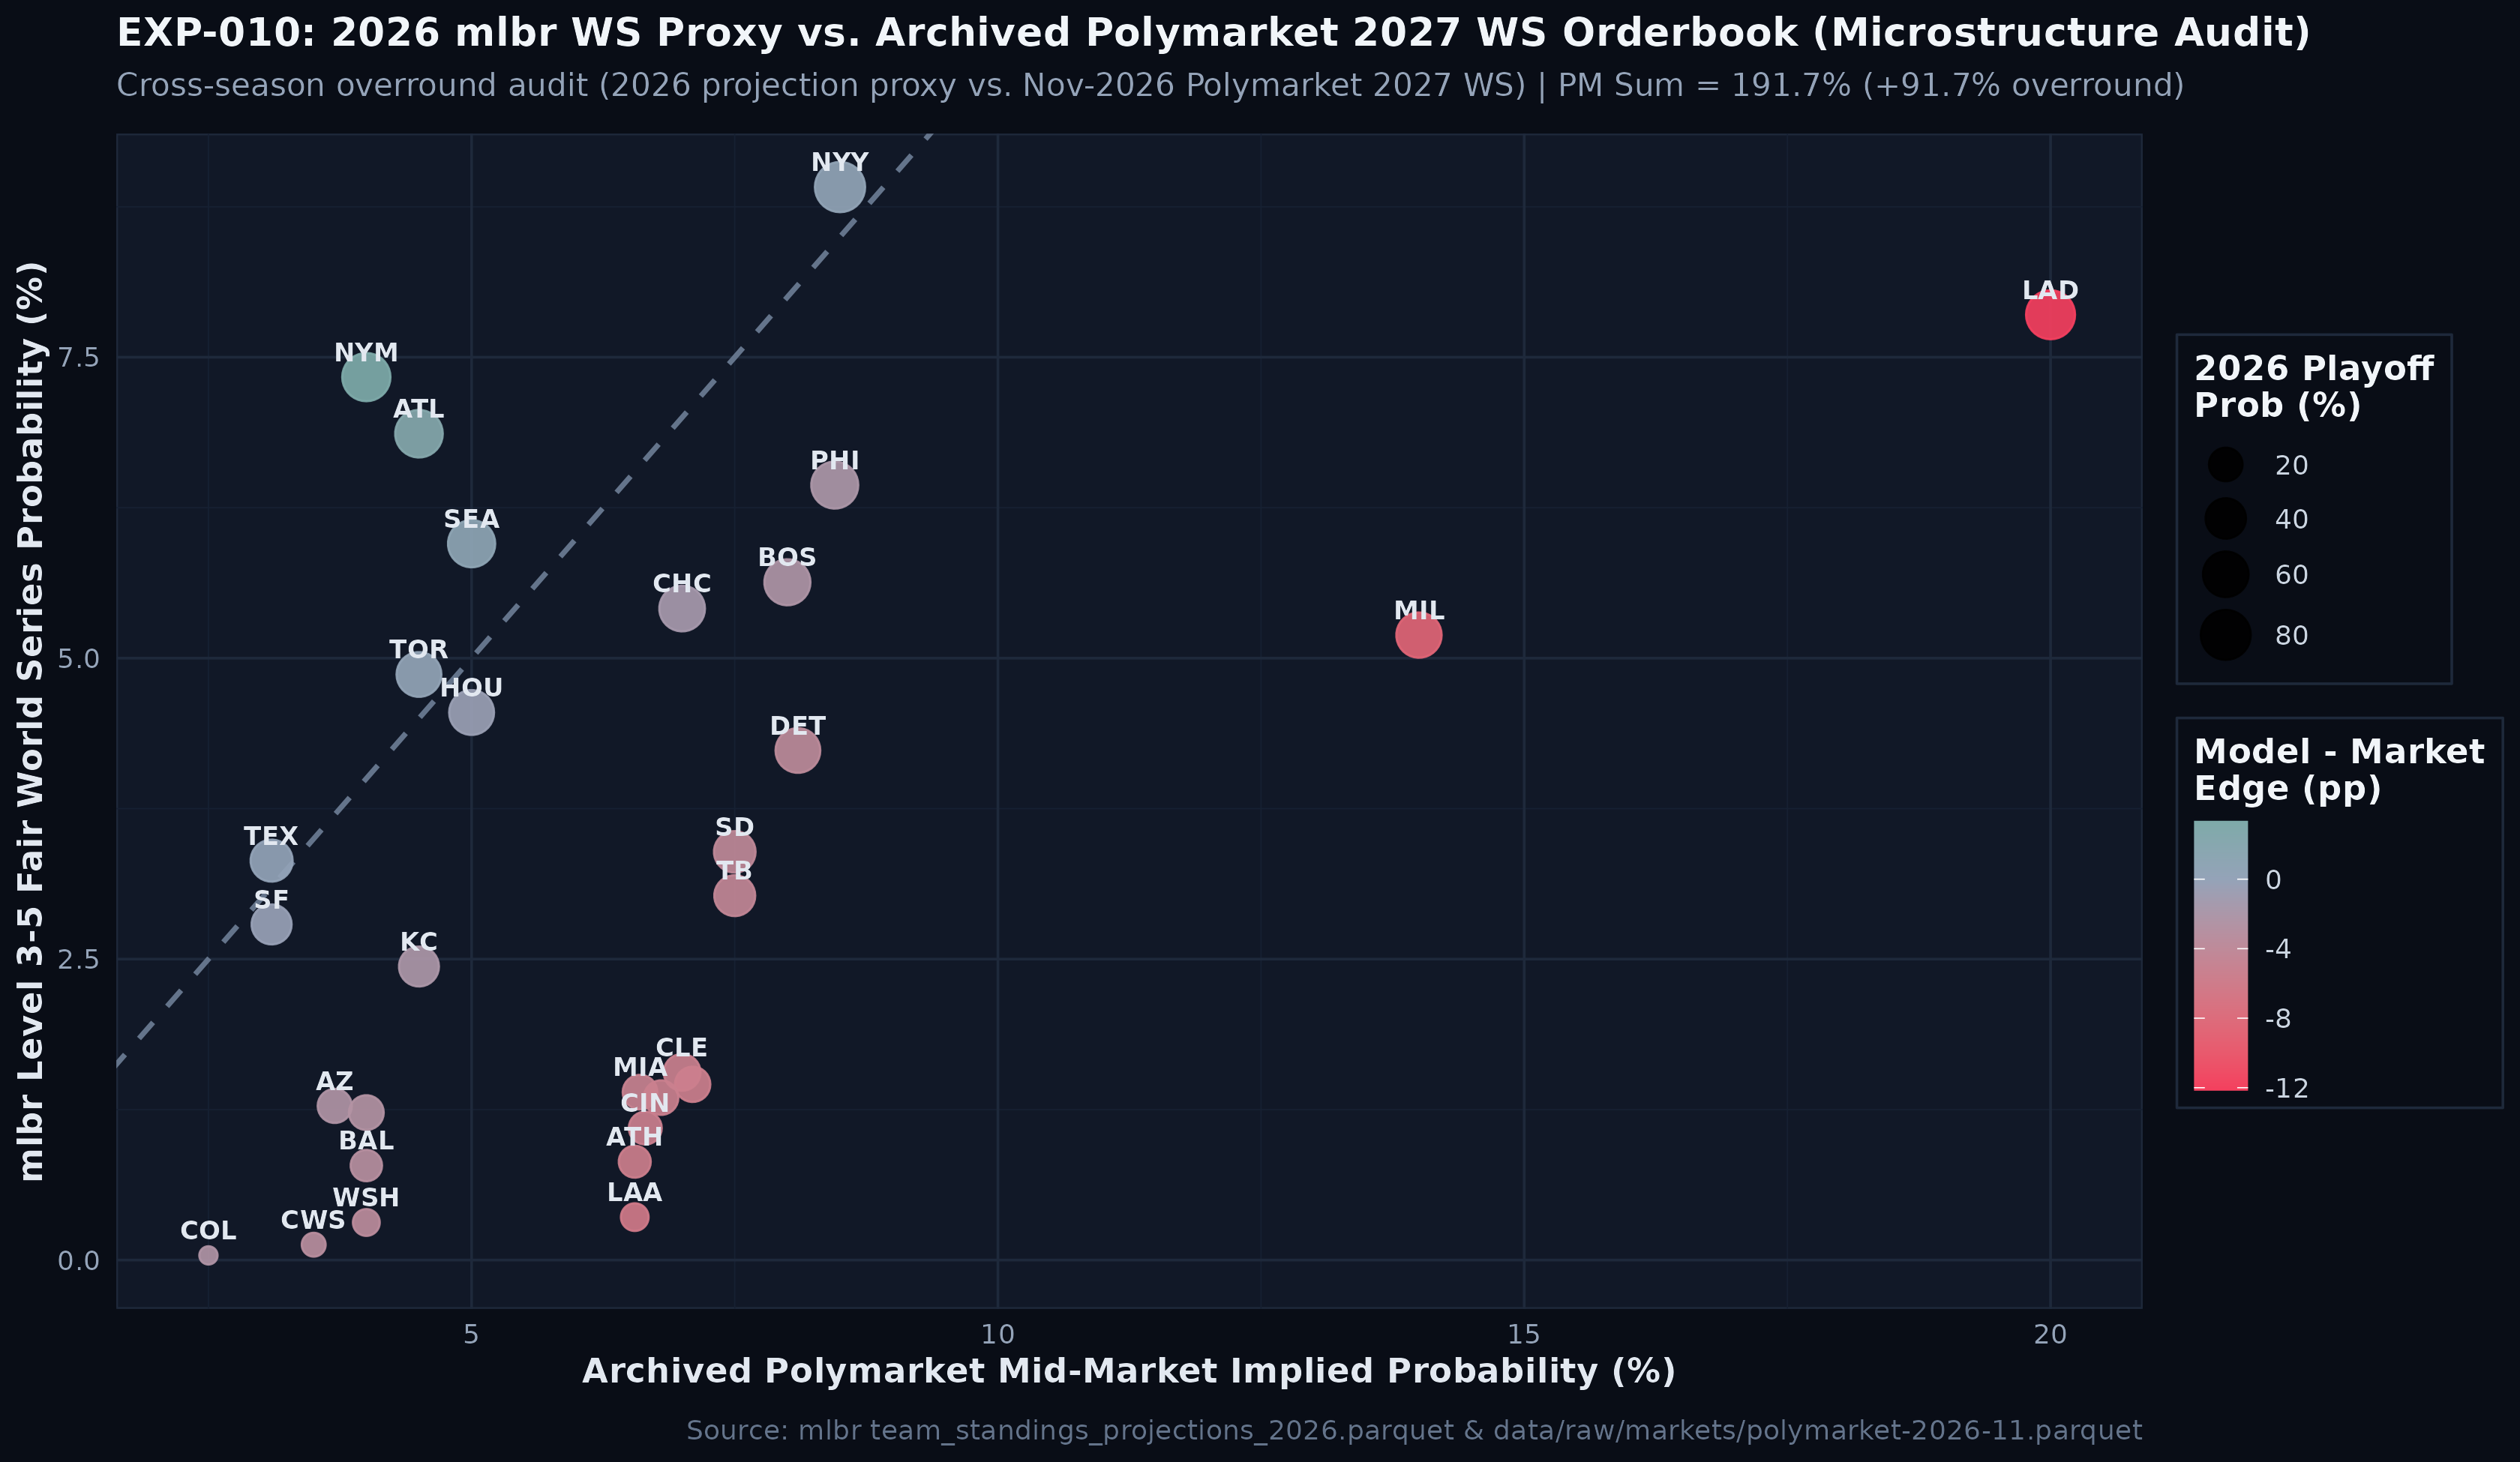 EXP-010: 2026 mlbr WS Proxy vs. Archived Polymarket 2027 WS Orderbook (Microstructure Audit)
Cross-season overround audit (2026 projection proxy vs. Nov-2026 Polymarket 2027 WS) | PM Sum = 191.7% (+91.7% overround)
mlbr Level 3-5 Fair World Series Probability (%)
7.5
5.0
2.5
0.0
NYY
LAD
NYM
ATL
PHI
SEA
BOS
CHC
MIL
TOR
HOU
DET
SD
TEX
TB
SF
KC
CLE
MIA
AZ
CIN
ATH
BAL
LAA
WSH
CWS
COL
5
10
15
20
Archived Polymarket Mid-Market Implied Probability (%)
2026 Playoff
Prob (%)
20
40
60
80
Model - Market
Edge (pp)
0
-4
-8
-12
Source: mlbr team_standings_projections_2026.parquet & data/raw/markets/polymarket-2026-11.parquet